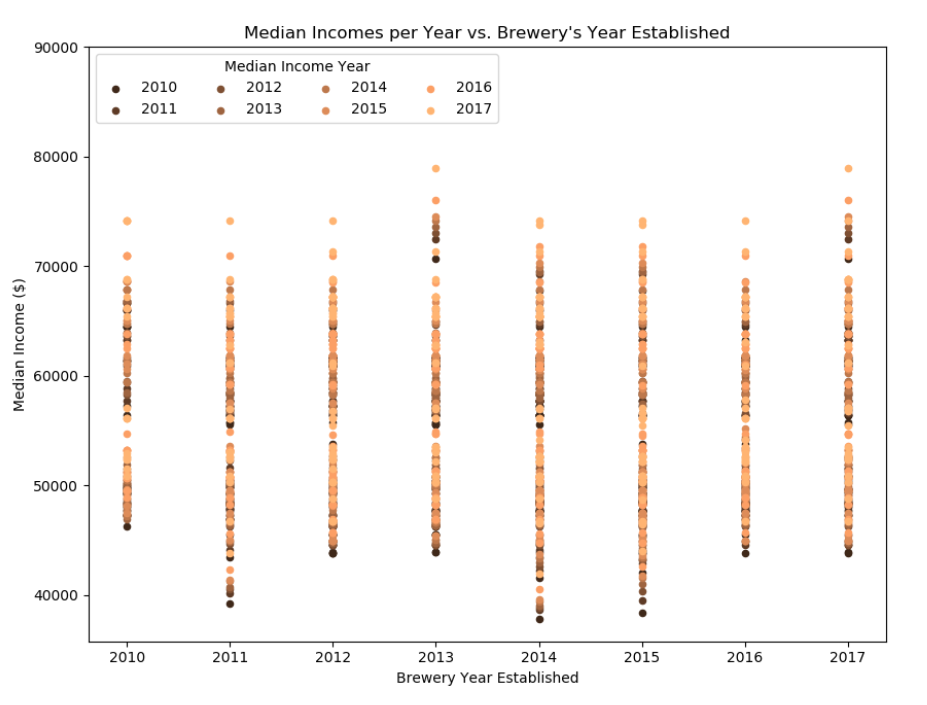 Median Incomes per Year vs. Brewery's Year Established
90000
80000
70000
60000
50000
40000
Median Income ($)
Median Income Year
2010 2012 2014 2016
2011 2013 2015 2017
2010 2011 2012 2013 2014 2015 2016 2017
Brewery Year Established